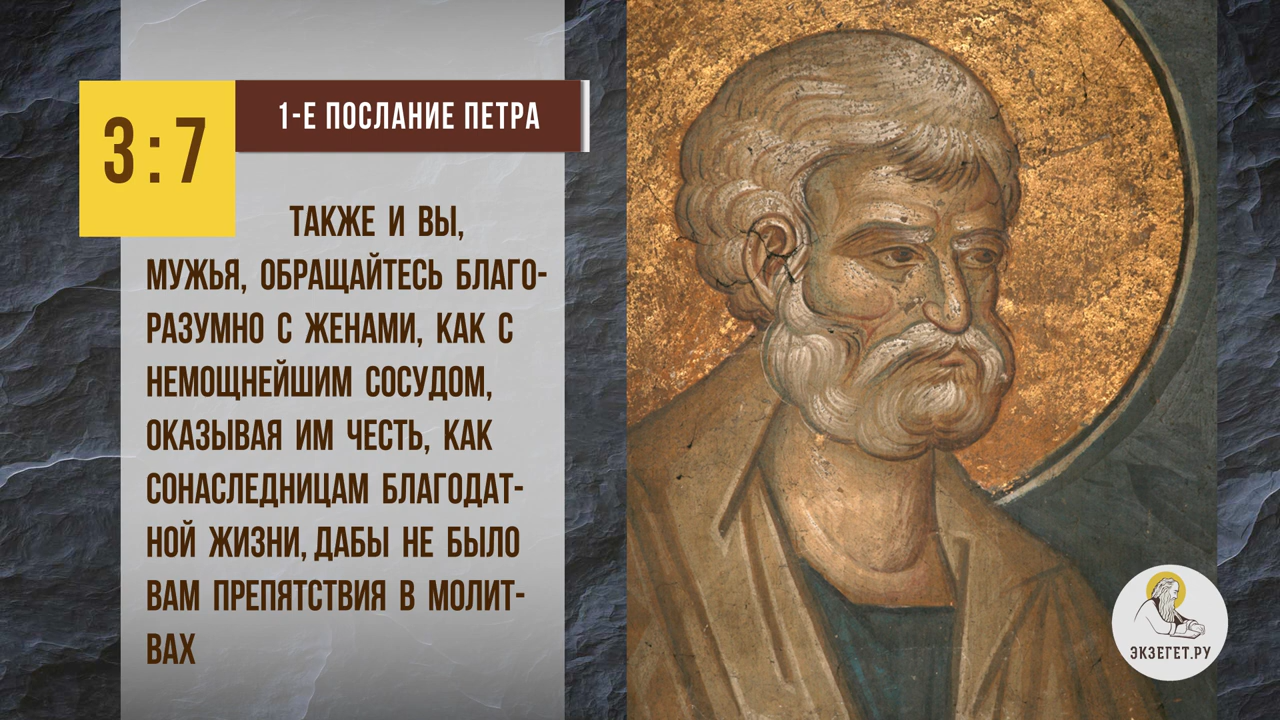 3:7
1-Е ПОСЛАНИЕ ПЕТРА
ТАКЖЕ И ВЫ,
МУЖЬЯ, ОБРАЩАЙТЕСЬ БЛАГО-
РАЗУМНО С ЖЕНАМИ, КАК С
НЕМОЩНЕЙШИМ СОСУДОМ,
ОКАЗЫВАЯ ИМ ЧЕСТЬ, КАК
СОНАСЛЕДНИЦАМ БЛАГОДАТ-
НОЙ ЖИЗНИ, ДАБЫ НЕ БЫЛО
ВАМ ПРЕПЯТСТВИЯ В МОЛИТ-
ВАХ
ЭКЗЕГЕТ.РУ